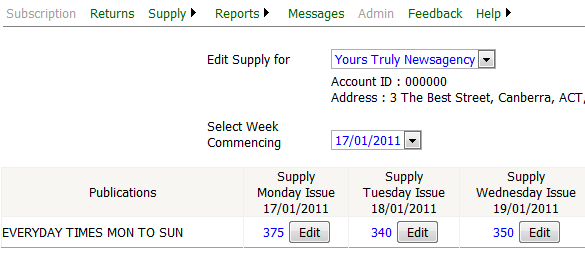 Subscription Returns Supply Reports Messages Admin Feedback Help
Edit Supply for Yours Truly Newsagency
Account ID : 000000
Address : 3 The Best Street, Canberra, ACT,
Select Week
Commencing 17/01/2011
Publications
Supply
Monday Issue
17/01/2011
Supply
Tuesday Issue
18/01/2011
Supply
Wednesday Issue
19/01/2011
EVERYDAY TIMES MON TO SUN 375 Edit 340 Edit 350 Edit